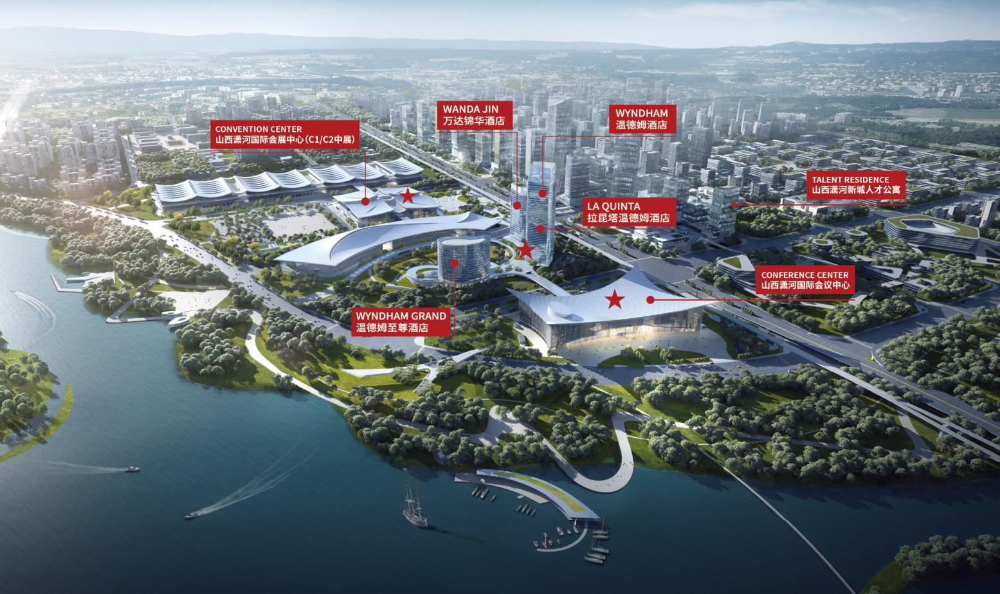 WANDA JIN
万达锦华酒店
WYNDHAM
温德姆酒店
CONVENTION CENTER
山西潇河国际会展中心(C1/C2中展)
TALENT RESIDENCE
山西潇河新城人才公寓
LA QUINTA
拉昆塔温德姆酒店
CONFERENCE CENTER
山西潇河国际会议中心
WYNDHAM GRAND
温德姆至尊酒店